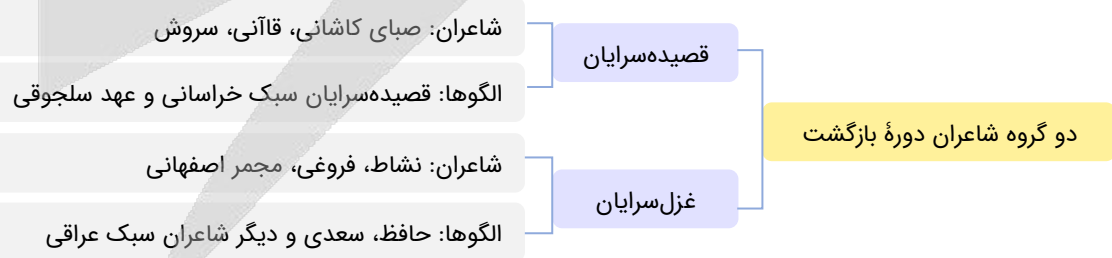 دو گروه شاعران دورهٔ بازگشت
قصیده‌سرایان
شاعران: صبای کاشانی، قاآنی، سروش
الگوها: قصیده‌سرایان سبک خراسانی و عهد سلجوقی
غزل‌سرایان
شاعران: نشاط، فروغی، مجمر اصفهانی
الگوها: حافظ، سعدی و دیگر شاعران سبک عراقی